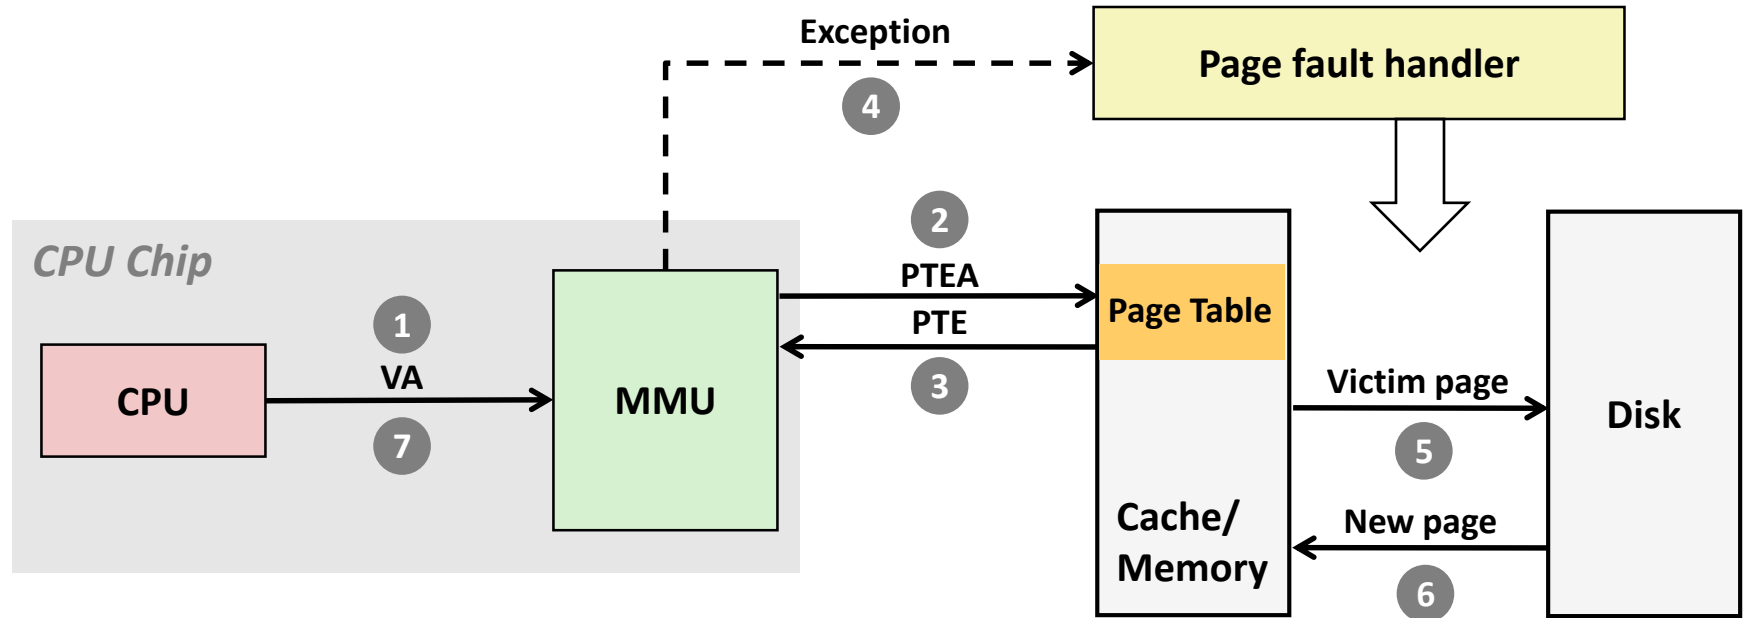 Exception
4
Page fault handler
CPU Chip
2
PTEA
Page Table
PTE
3
1
VA
7
CPU
MMU
Victim page
5
Disk
New page
6
Cache/
Memory